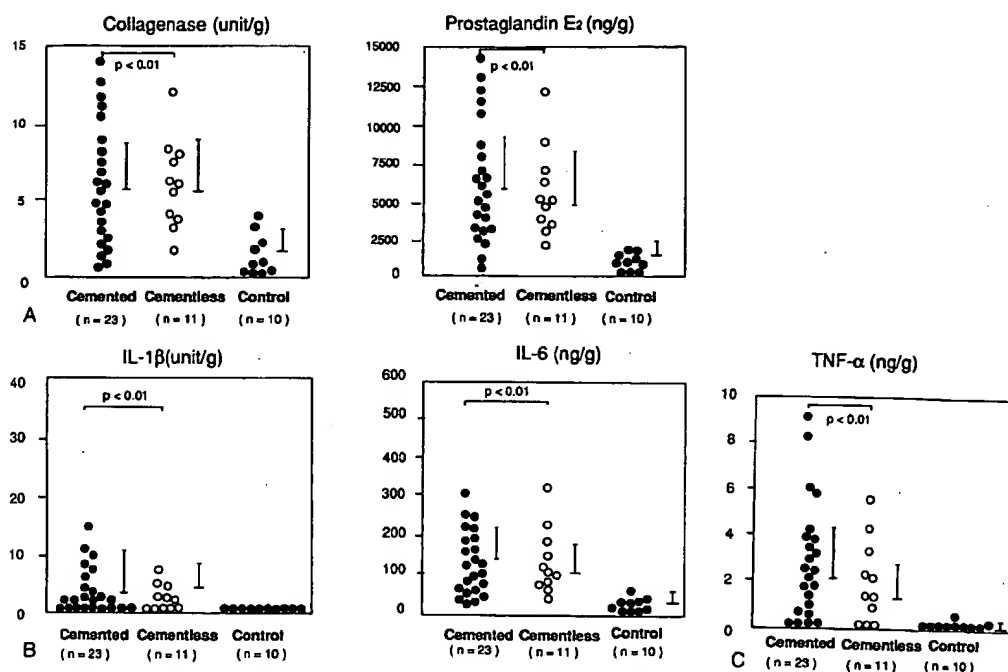 Collagenase (unit/g)
15
10
5
0
p < 0.01
Cemented Cementless Control
(n=23) (n=11) (n=10)
A
Prostaglandin E2 (ng/g)
15000
12500
10000
7500
5000
2500
0
p < 0.01
Cemented Cementless Control
(n=23) (n=11) (n=10)
IL-1β(unit/g)
40
30
20
10
0
p < 0.01
Cemented Cementless Control
(n=23) (n=11) (n=10)
B
IL-6 (ng/g)
600
500
400
300
200
100
0
p < 0.01
Cemented Cementless Control
(n=23) (n=11) (n=10)
TNF-α (ng/g)
10
8
6
4
2
0
p < 0.01
Cemented Cementless Control
(n=23) (n=11) (n=10)
C